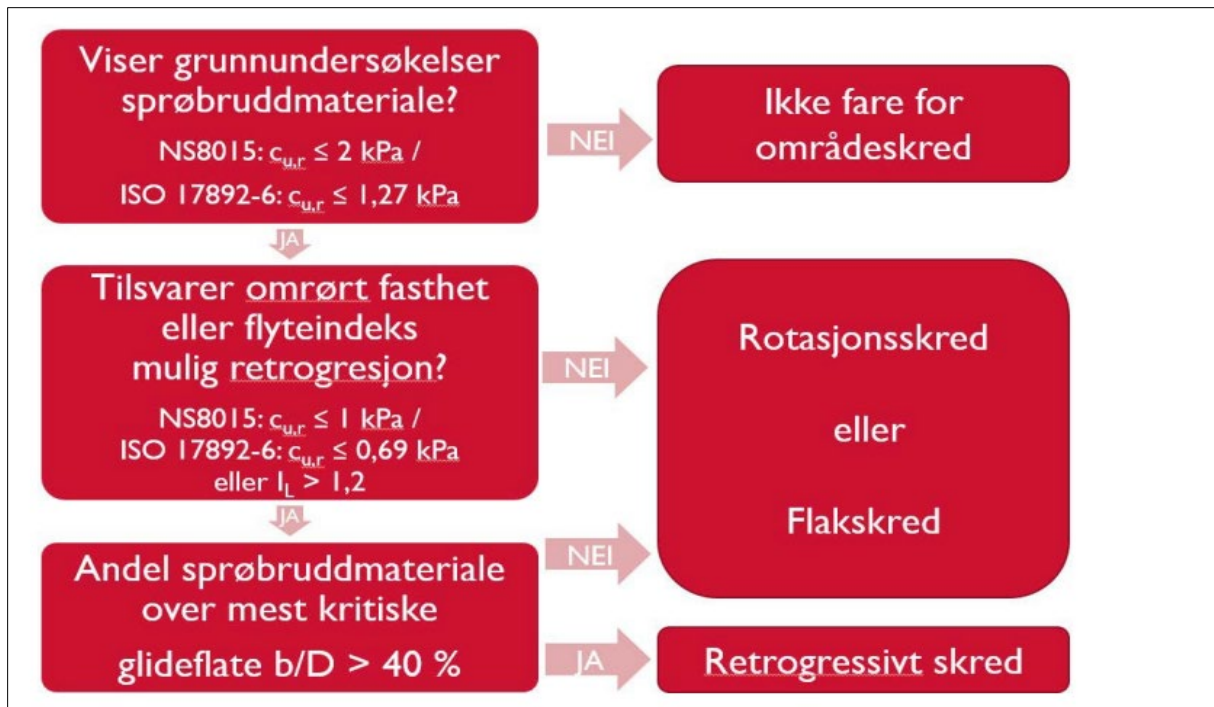 Viser grunnundersøkelser
sprøbruddmateriale?
NS8015: cu,r ≤ 2 kPa /
ISO 17892-6: cu,r ≤ 1,27 kPa
NEI
Ikke fare for
områdeskred
JA
Tilsvarer omrørt fasthet
eller flyteindeks
mulig retrogresjon?
NS8015: cu,r ≤ 1 kPa /
ISO 17892-6: cu,r ≤ 0,69 kPa
eller IL > 1,2
NEI
Rotasjonsskred
eller
Flakskred
JA
Andel sprøbruddmateriale
over mest kritiske
glideflate b/D > 40 %
NEI
JA
Retrogressivt skred